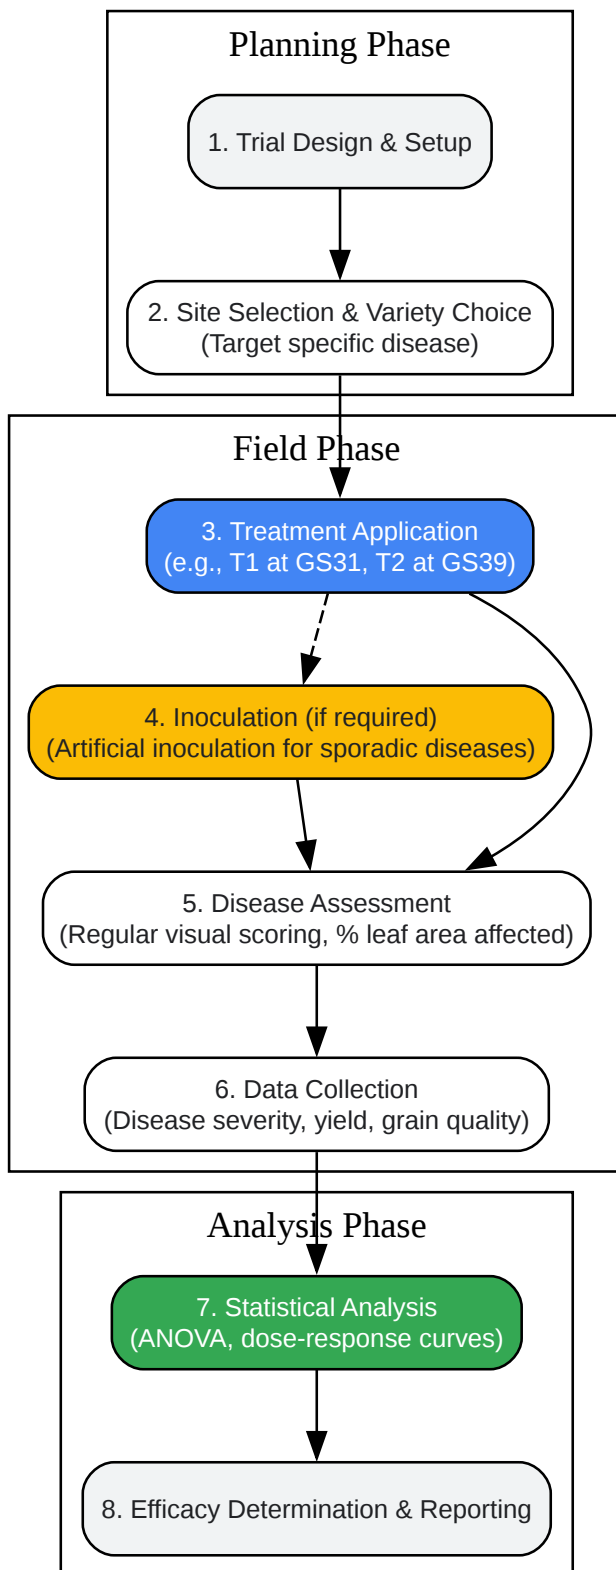 Planning Phase
1. Trial Design & Setup
2. Site Selection & Variety Choice
(Target specific disease)
Field Phase
3. Treatment Application
(e.g., T1 at GS31, T2 at GS39)
4. Inoculation (if required)
(Artificial inoculation for sporadic diseases)
5. Disease Assessment
(Regular visual scoring, % leaf area affected)
6. Data Collection
(Disease severity, yield, grain quality)
Analysis Phase
7. Statistical Analysis
(ANOVA, dose-response curves)
8. Efficacy Determination & Reporting